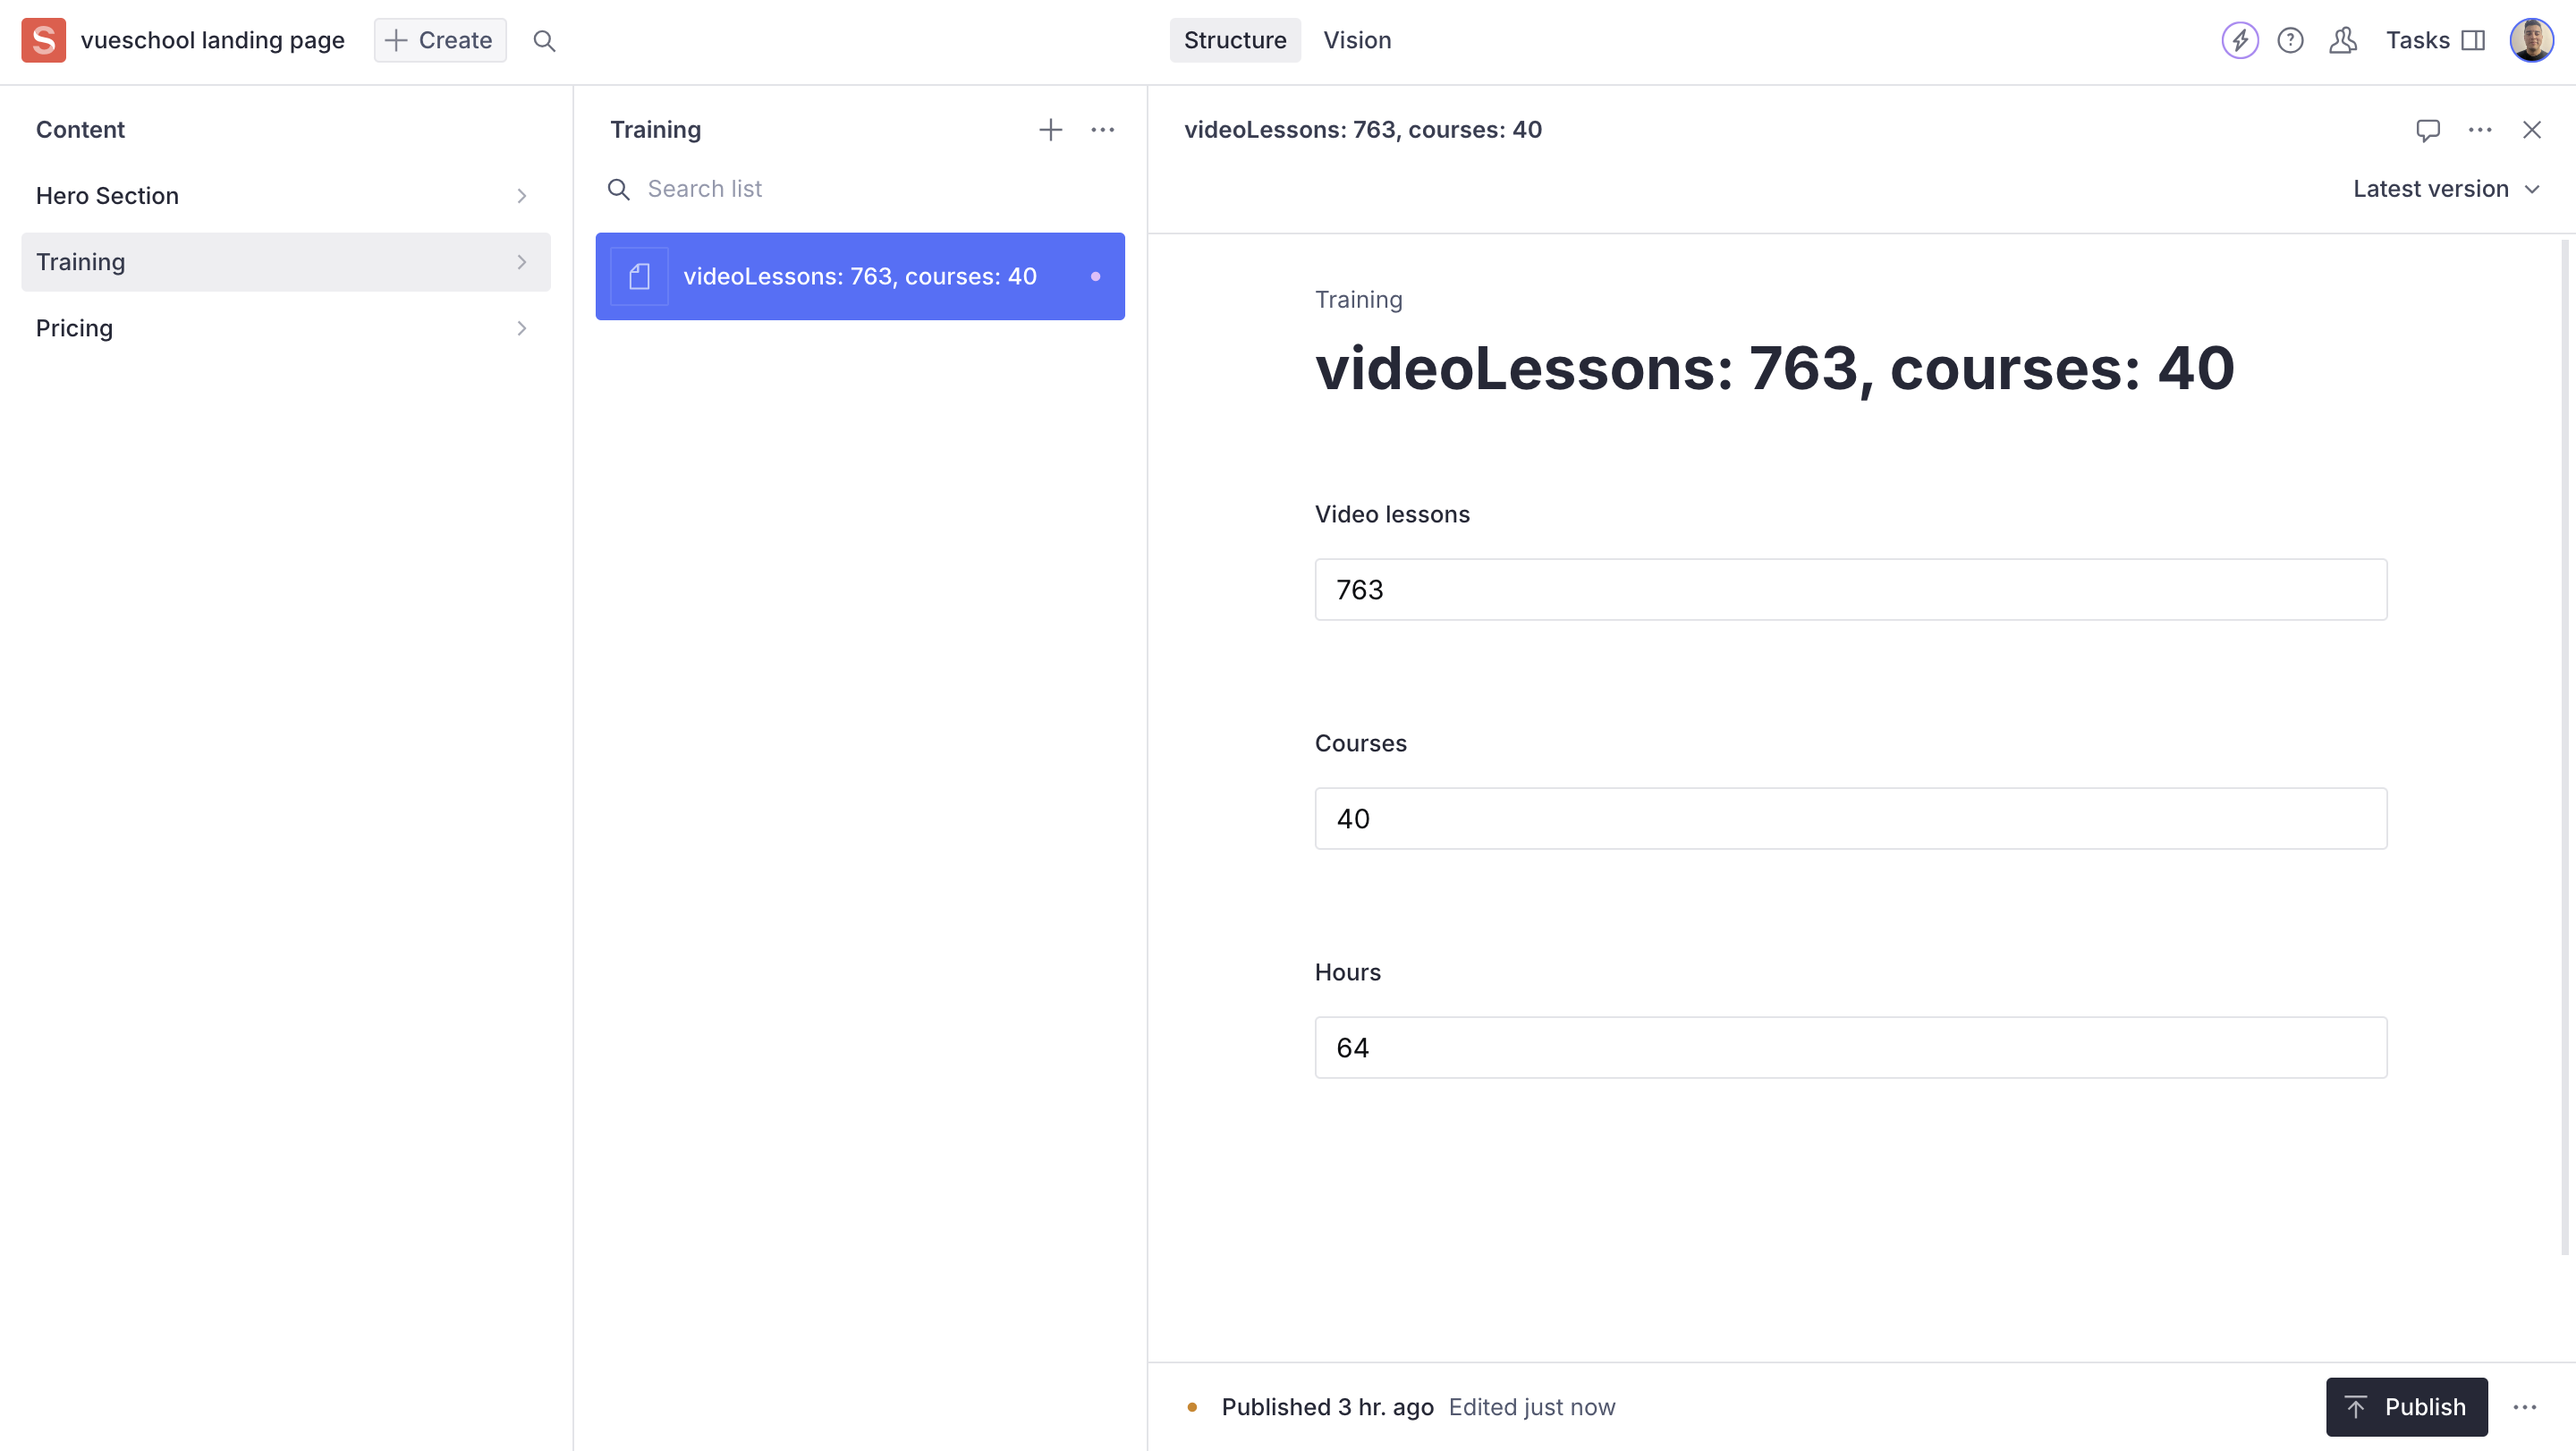 S vueschool landing page Create Structure Vision Tasks
Content
Hero Section
Training
Pricing
Training
Search list
videoLessons: 763, courses: 40
videoLessons: 763, courses: 40
Latest version
Training
videoLessons: 763, courses: 40
Video lessons
763
Courses
40
Hours
64
Published 3 hr. ago Edited just now Publish